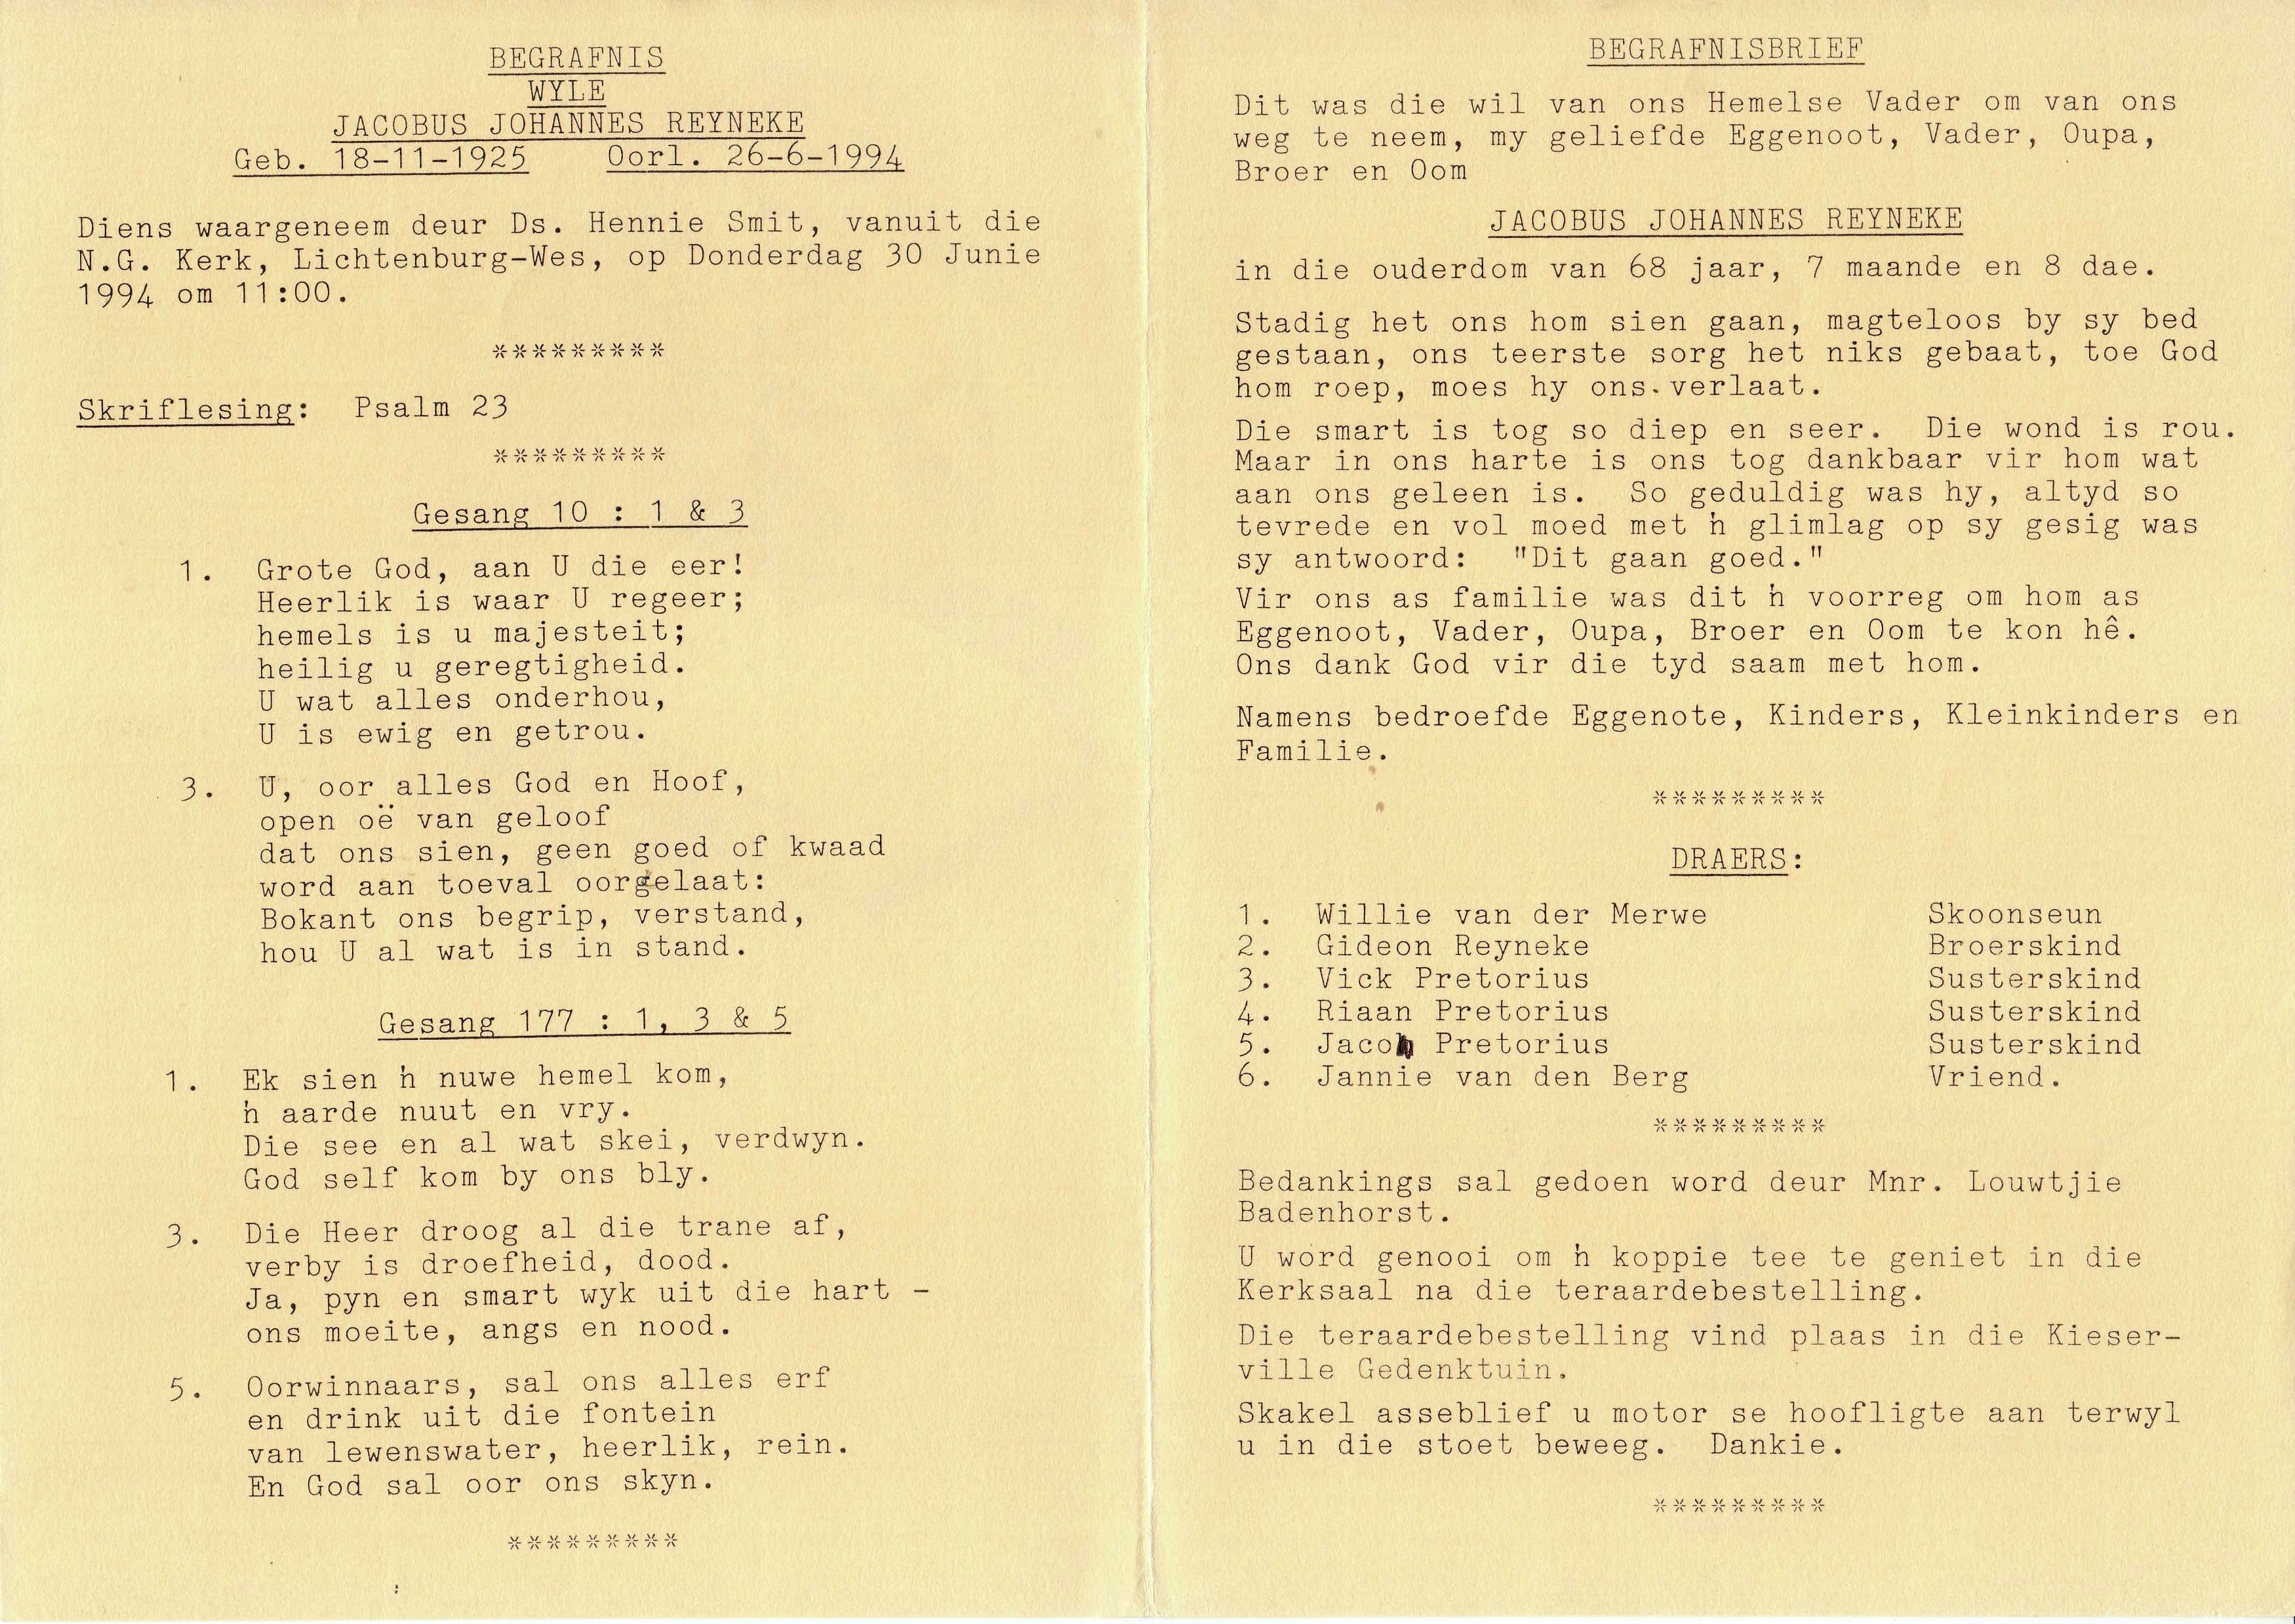 BEGRAFNIS
WYLE
JACOBUS JOHANNES REYNEKE
Geb. 18-11-1925 Oorl. 26-6-1994
Diens waargeneem deur Ds. Hennie Smit, vanuit die
N.G. Kerk, Lichtenburg-Wes, op Donderdag 30 Junie
1994 om 11:00.
*********
Skriflesing: Psalm 23
*********
Gesang 10 : 1 & 3
1. Grote God, aan U die eer!
Heerlik is waar U regeer;
hemels is u majesteit;
heilig u geregtigheid.
U wat alles onderhou,
U is ewig en getrou.
3. U, oor alles God en Hoof,
open oë van geloof
dat ons sien, geen goed of kwaad
word aan toeval oorgelaat:
Bokant ons begrip, verstand,
hou U al wat is in stand.
Gesang 177 : 1, 3 & 5
1. Ek sien 'n nuwe hemel kom,
'n aarde nuut en vry.
Die see en al wat skei, verdwyn.
God self kom by ons bly.
3. Die Heer droog al die trane af,
verby is droefheid, dood.
Ja, pyn en smart wyk uit die hart -
ons moeite, angs en nood.
5. Oorwinnaars, sal ons alles erf
en drink uit die fontein
van lewenswater, heerlik, rein.
En God sal oor ons skyn.
*********
BEGRAFNISBRIEF
Dit was die wil van ons Hemelse Vader om van ons
weg te neem, my geliefde Eggenoot, Vader, Oupa,
Broer en Oom
JACOBUS JOHANNES REYNEKE
in die ouderdom van 68 jaar, 7 maande en 8 dae.
Stadig het ons hom sien gaan, magteloos by sy bed
gestaan, ons teerste sorg het niks gebaat, toe God
hom roep, moes hy ons verlaat.
Die smart is tog so diep en seer. Die wond is rou.
Maar in ons harte is ons tog dankbaar vir hom wat
aan ons geleen is. So geduldig was hy, altyd so
tevrede en vol moed met 'n glimlag op sy gesig was
sy antwoord: "Dit gaan goed."
Vir ons as familie was dit 'n voorreg om hom as
Eggenoot, Vader, Oupa, Broer en Oom te kon hê.
Ons dank God vir die tyd saam met hom.
Namens bedroefde Eggenote, Kinders, Kleinkinders en
Familie.
*********
DRAERS:
1. Willie van der Merwe Skoonseun
2. Gideon Reyneke Broerskind
3. Vick Pretorius Susterskind
4. Riaan Pretorius Susterskind
5. Jaco Pretorius Susterskind
6. Jannie van den Berg Vriend.
*********
Bedankings sal gedoen word deur Mnr. Louwtjie
Badenhorst.
U word genooi om 'n koppie tee te geniet in die
Kerksaal na die teraardebestelling.
Die teraardebestelling vind plaas in die Kieser-
ville Gedenktuin.
Skakel asseblief u motor se hoofligte aan terwyl
u in die stoet beweeg. Dankie.
*********